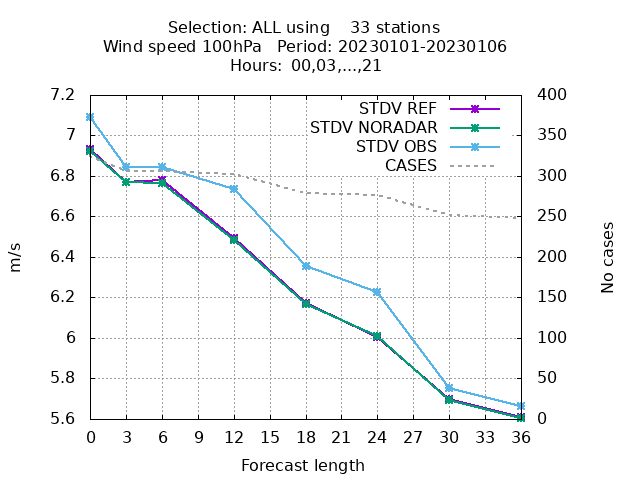 Selection: ALL using    33 stations
Wind speed 100hPa   Period: 20230101-20230106
Hours:  00,03,...,21
STDV REF
STDV NORADAR
STDV OBS
CASES
7.2
7
6.8
6.6
6.4
6.2
6
5.8
5.6
m/s
400
350
300
250
200
150
100
50
0
No cases
0 3 6 9 12 15 18 21 24 27 30 33 36
Forecast length